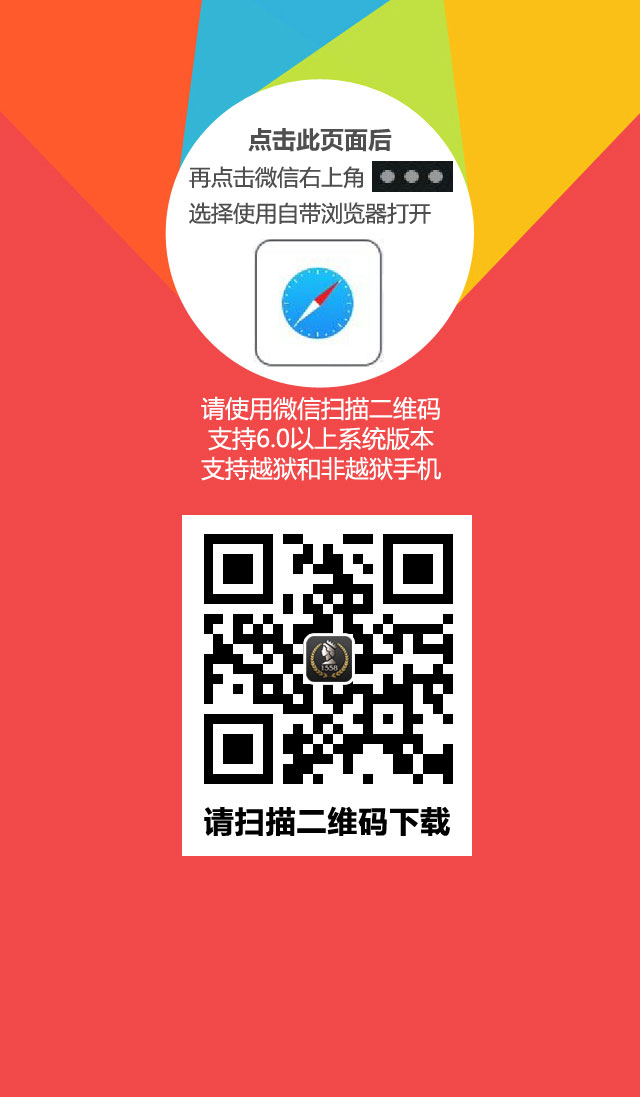 点击此页面后
再点击微信右上角
选择使用自带浏览器打开
请使用微信扫描二维码
支持6.0以上系统版本
支持越狱和非越狱手机
1558
请扫描二维码下载